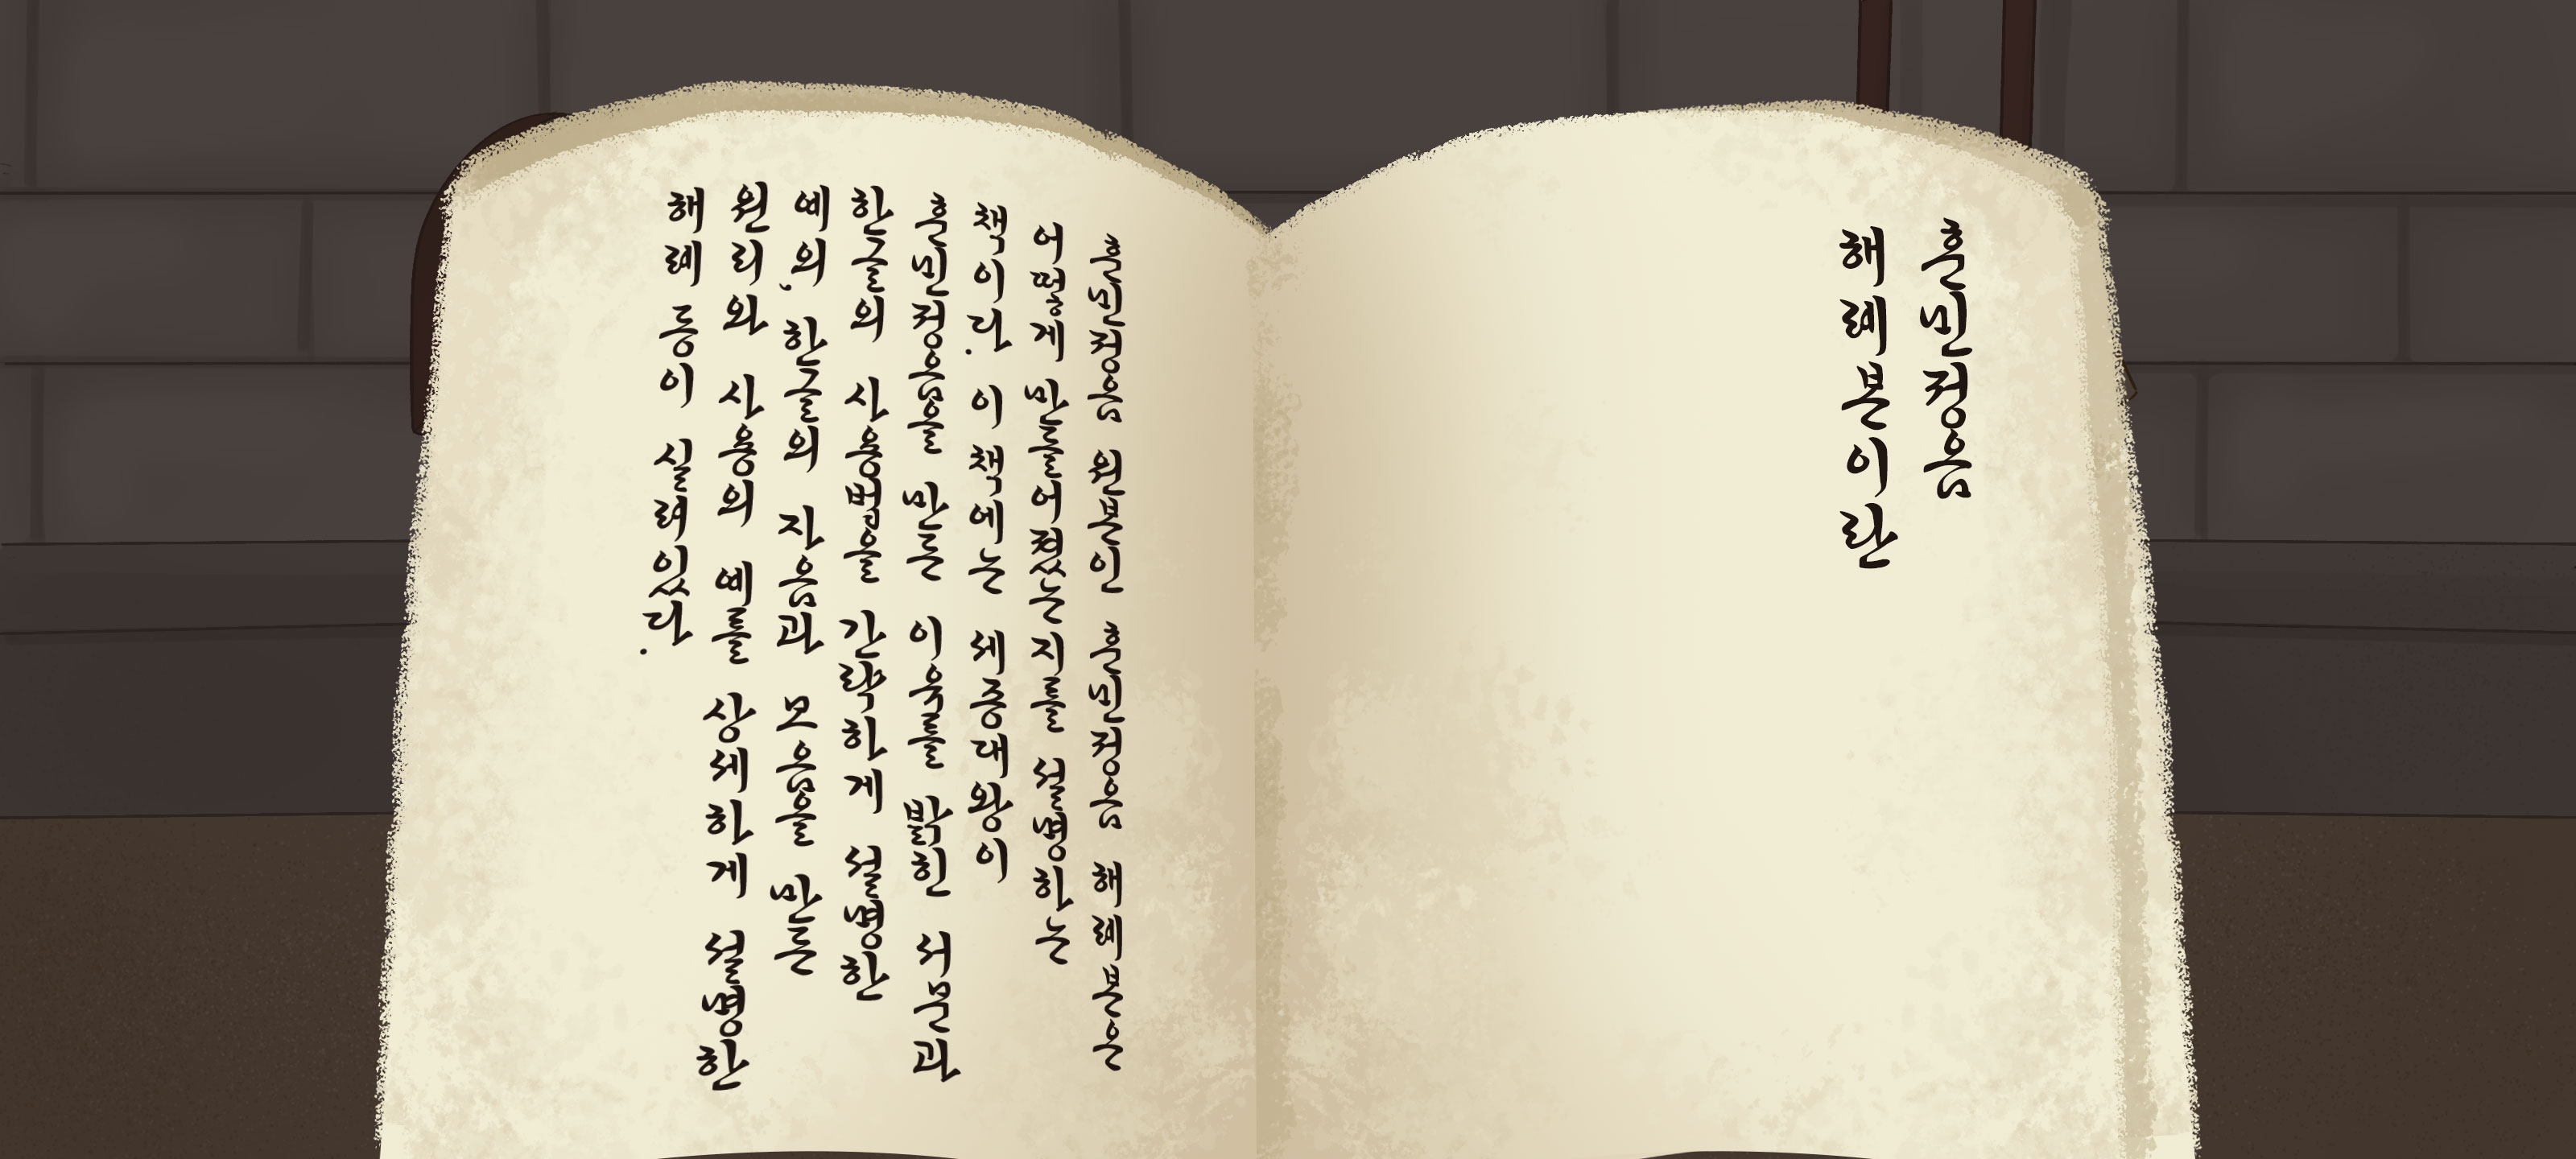 훈민정음
해례본이란
훈민정음 원본인 훈민정음 해례본은
어떻게 만들어졌는지를 설명하는
책이다. 이 책에는 세종대왕이
훈민정음을 만든 이유를 밝힌 서문과
한글의 사용법을 간략하게 설명한
예의, 한글의 자음과 모음을 만든
원리와 사용의 예를 상세하게 설명한
해례 등이 실려있다.